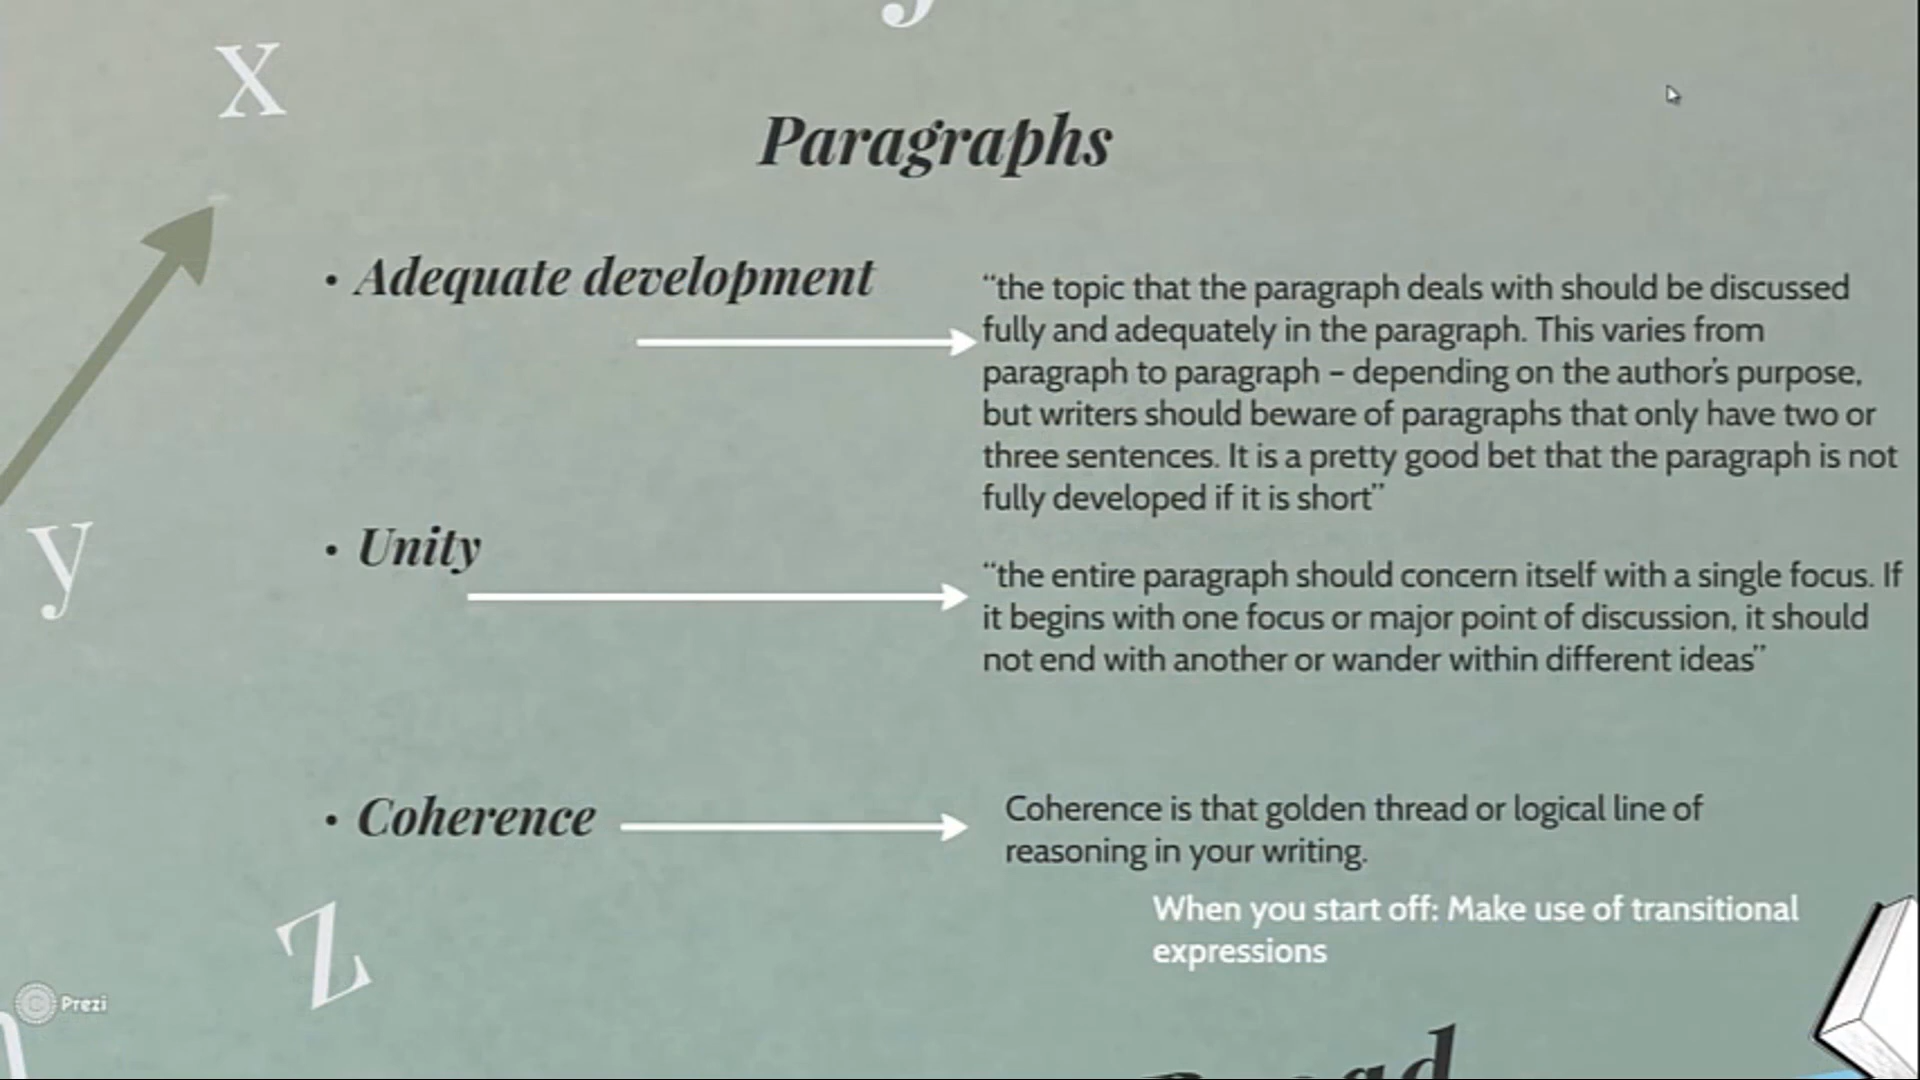 x
Paragraphs
• Adequate development
“the topic that the paragraph deals with should be discussed
fully and adequately in the paragraph. This varies from
paragraph to paragraph – depending on the author's purpose,
but writers should beware of paragraphs that only have two or
three sentences. It is a pretty good bet that the paragraph is not
fully developed if it is short”
y
• Unity
“the entire paragraph should concern itself with a single focus. If
it begins with one focus or major point of discussion, it should
not end with another or wander within different ideas”
• Coherence
Coherence is that golden thread or logical line of
reasoning in your writing.
When you start off: Make use of transitional
expressions
z
Prezi